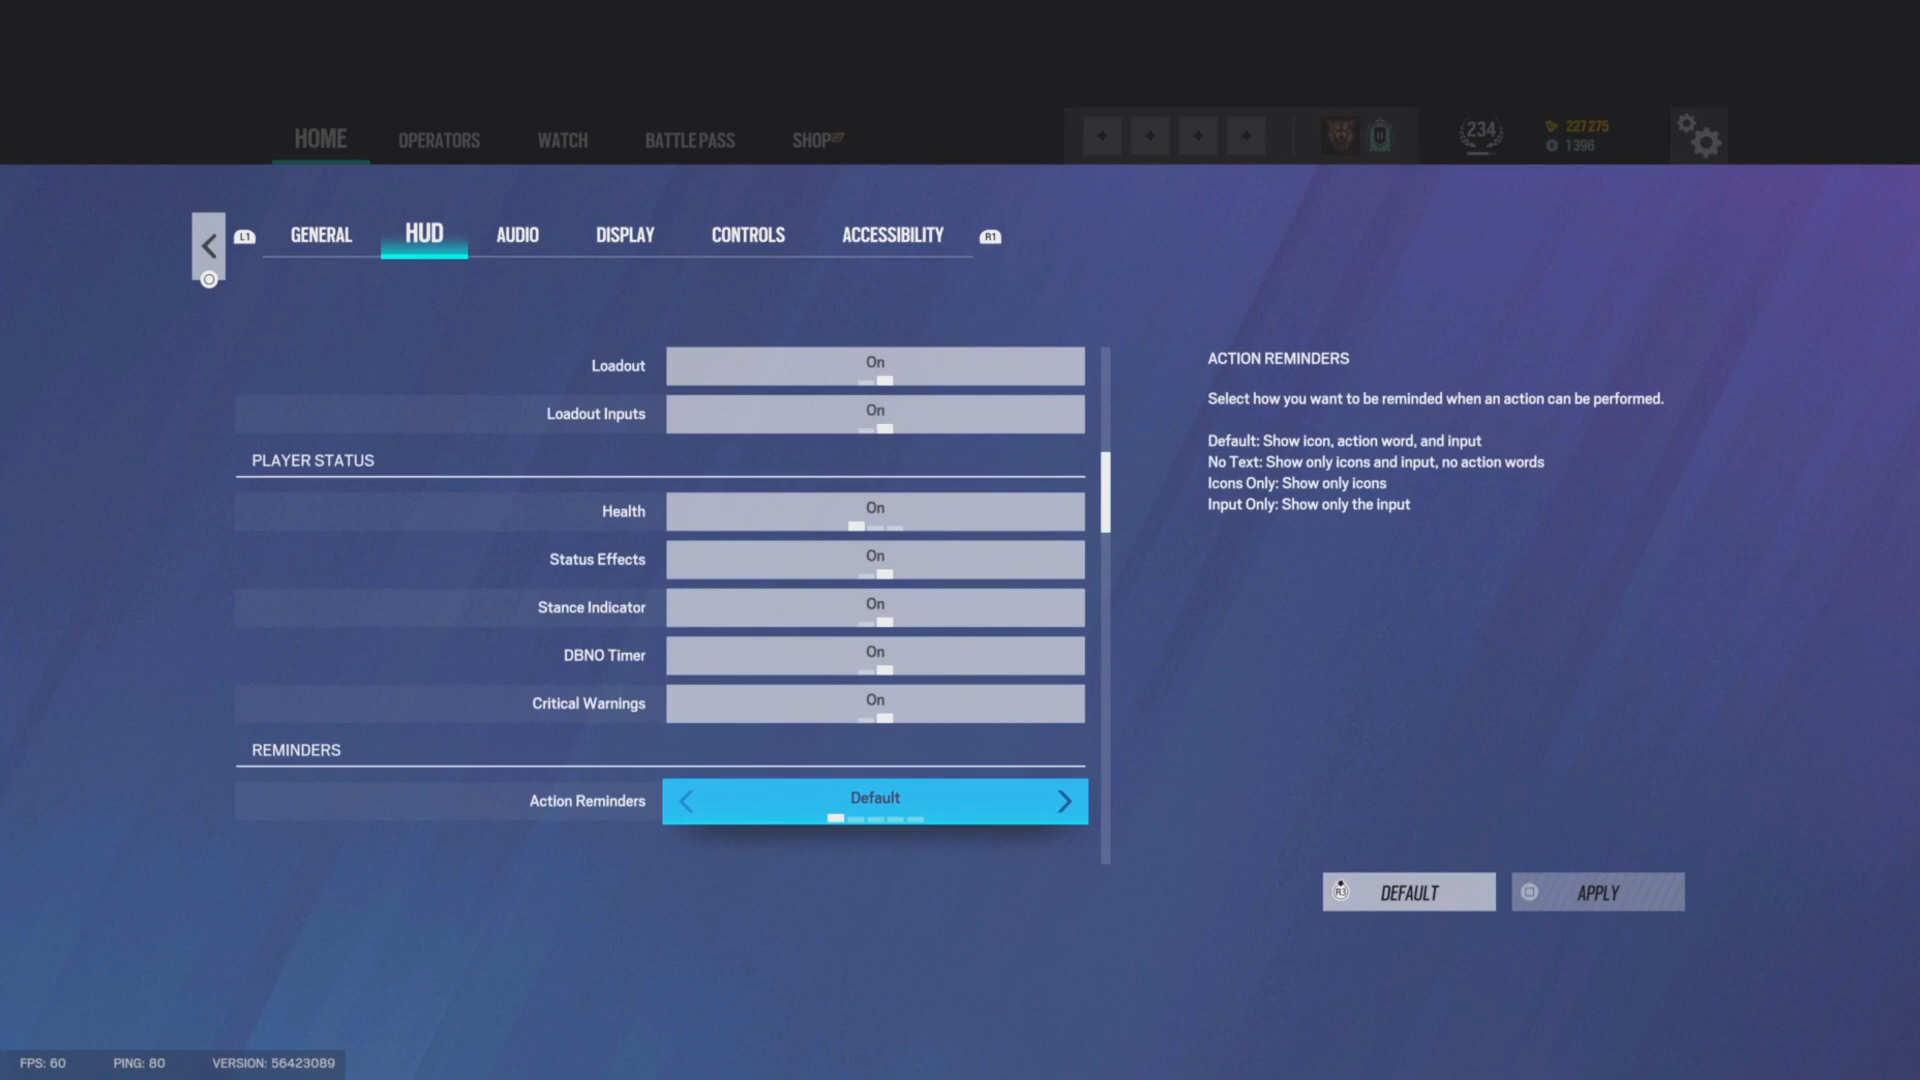 HOME
OPERATORS
WATCH
BATTLE PASS
SHOP
234
227 275
1396
L1
GENERAL
HUD
AUDIO
DISPLAY
CONTROLS
ACCESSIBILITY
R1
Loadout
On
Loadout Inputs
On
PLAYER STATUS
Health
On
Status Effects
On
Stance Indicator
On
DBNO Timer
On
Critical Warnings
On
REMINDERS
Action Reminders
Default
ACTION REMINDERS
Select how you want to be reminded when an action can be performed.
Default: Show icon, action word, and input
No Text: Show only icons and input, no action words
Icons Only: Show only icons
Input Only: Show only the input
R3
DEFAULT
APPLY
FPS: 60
PING: 80
VERSION: 56423089